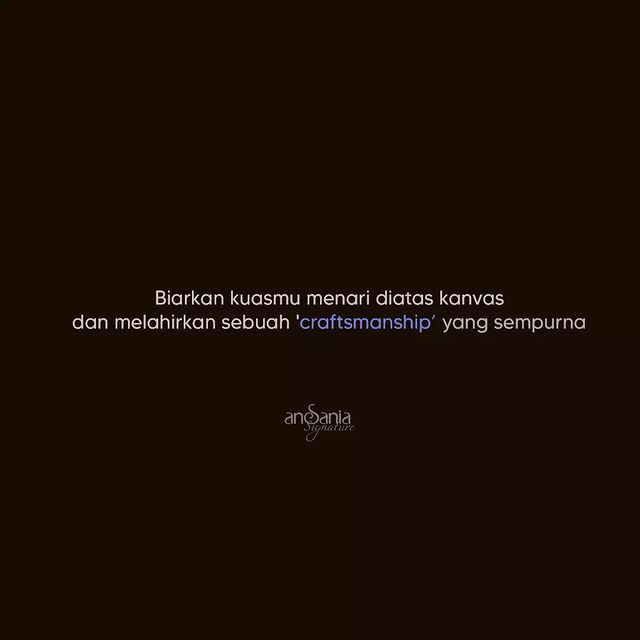 Biarkan kuasmu menari diatas kanvas
dan melahirkan sebuah 'craftsmanship' yang sempurna
anSania
Signature